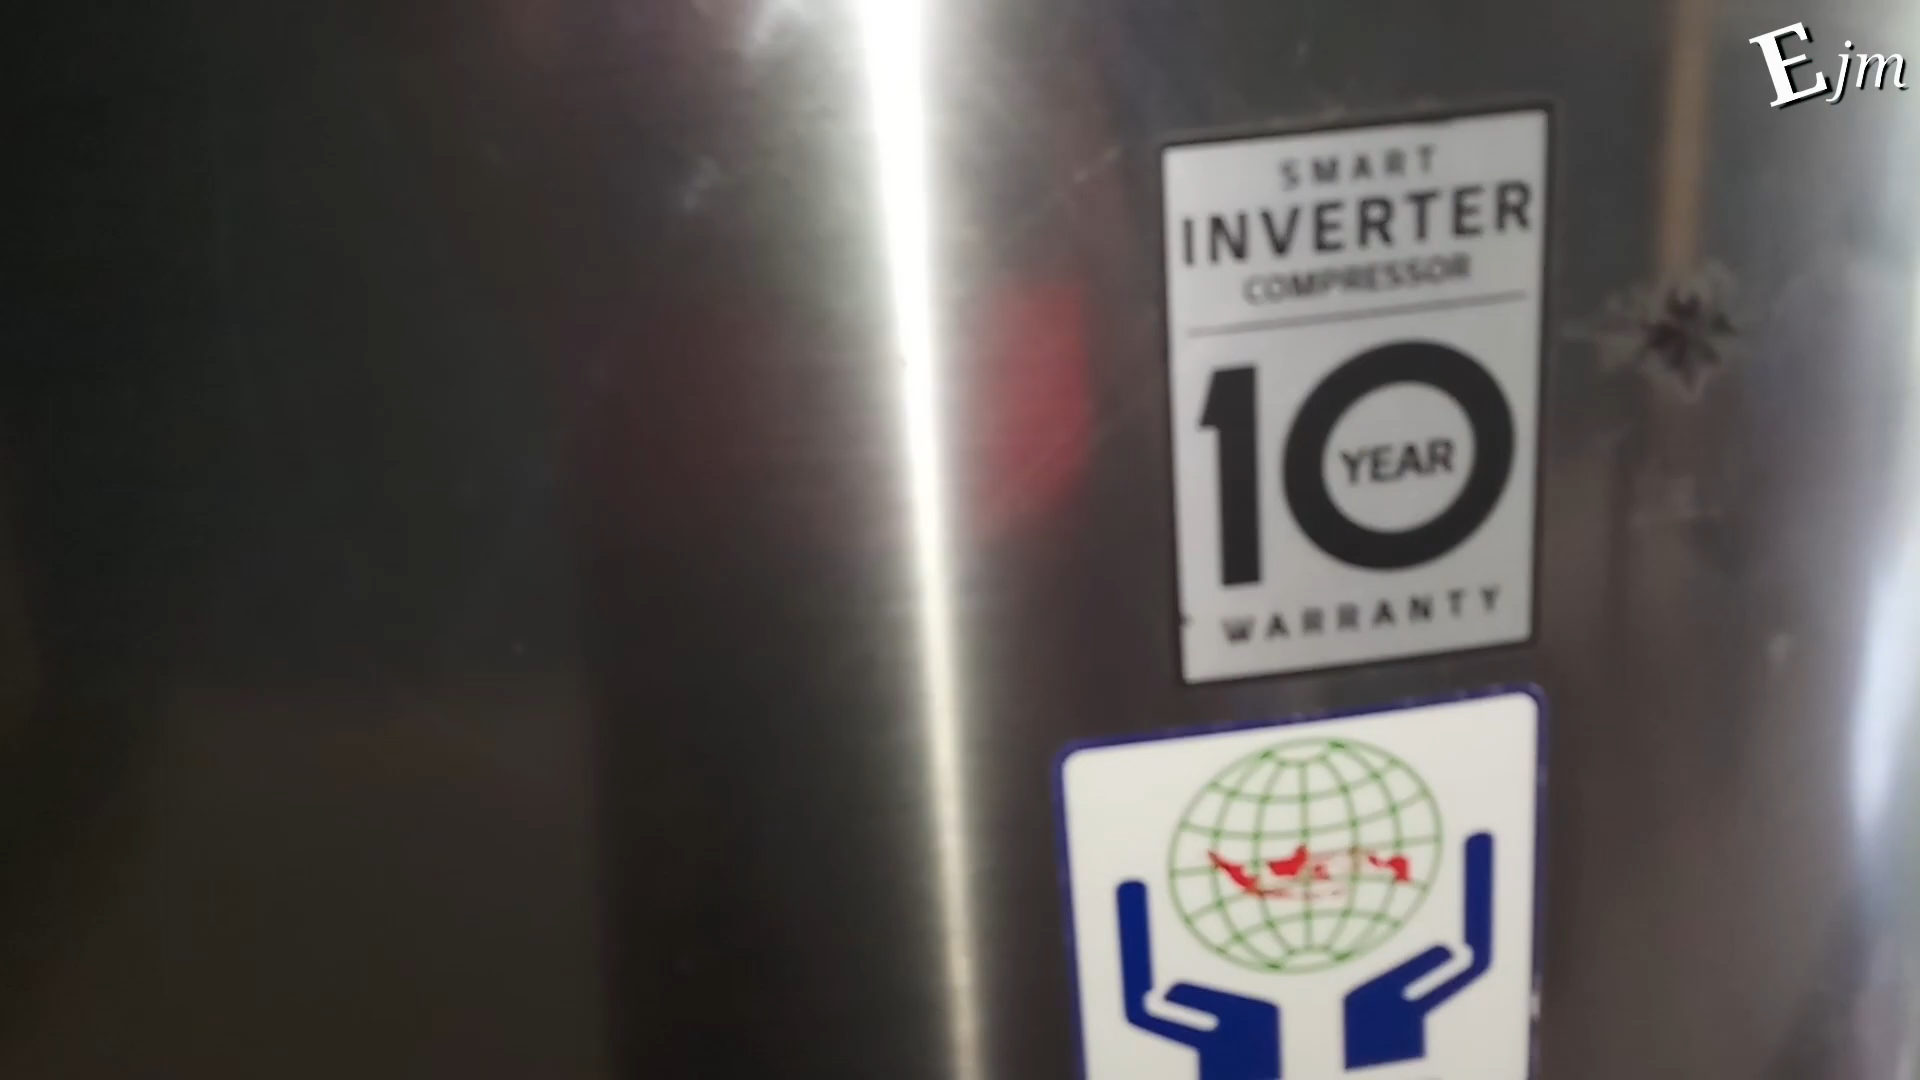 Ejm
SMART
INVERTER
COMPRESSOR
10
YEAR
WARRANTY